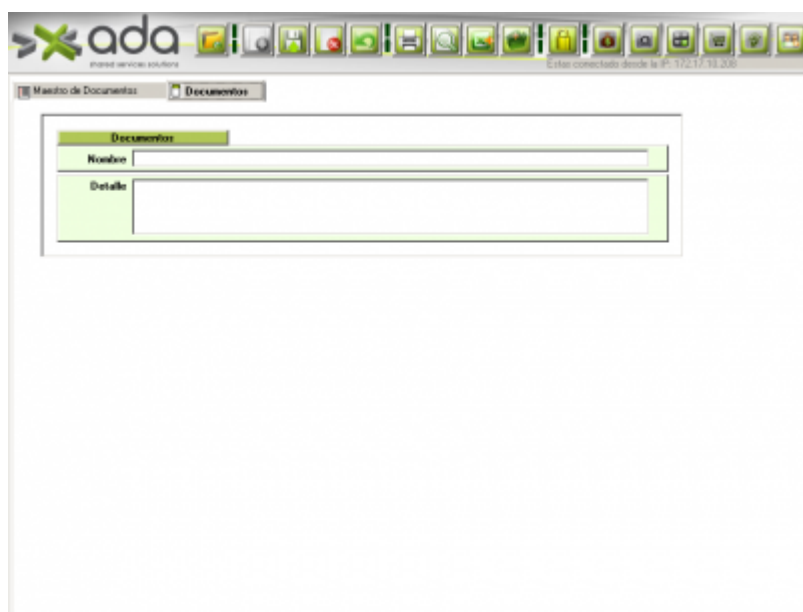 ada
shared services solutions
Estas conectado desde la IP: 172.17.10.208
Maestro de Documentos
Documentos
Documentos
Nombre
Detalle